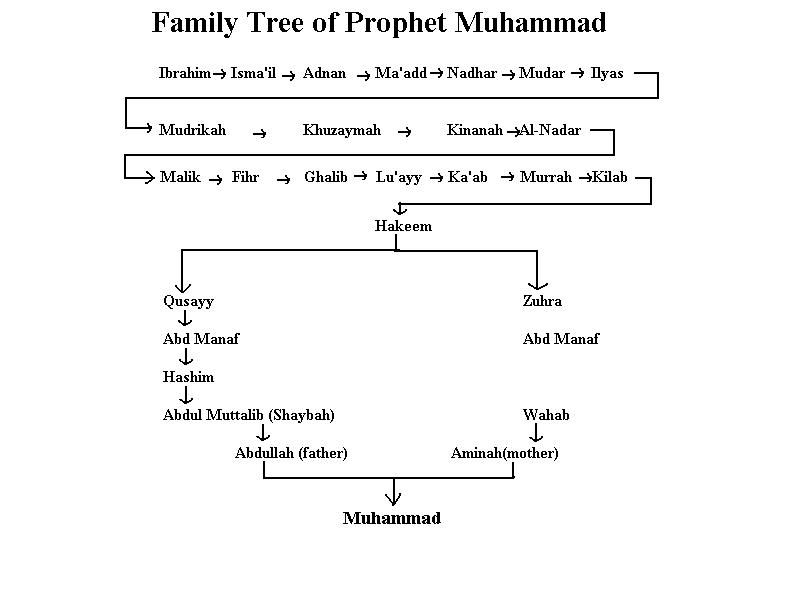 Family Tree of Prophet Muhammad
Ibrahim Isma'il Adnan Ma'add Nadhar Mudar Ilyas
Mudrikah Khuzaymah Kinanah Al-Nadar
Malik Fihr Ghalib Lu'ayy Ka'ab Murrah Kilab
Hakeem
Qusayy Zuhra
Abd Manaf Abd Manaf
Hashim
Abdul Muttalib (Shaybah) Wahab
Abdullah (father) Aminah(mother)
Muhammad